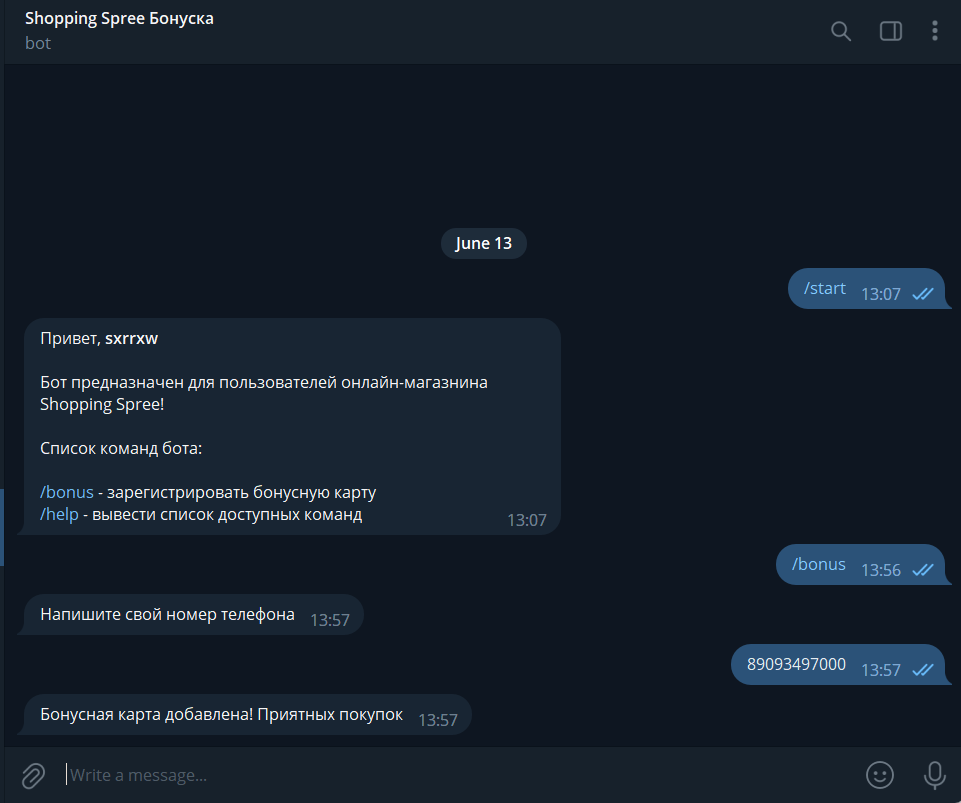 Shopping Spree Бонуска
bot
June 13
/start 13:07
Привет, sxrrxw
Бот предназначен для пользователей онлайн-магазнина
Shopping Spree!
Список команд бота:
/bonus - зарегистрировать бонусную карту
/help - вывести список доступных команд
13:07
/bonus 13:56
Напишите свой номер телефона 13:57
89093497000 13:57
Бонусная карта добавлена! Приятных покупок 13:57
Write a message...